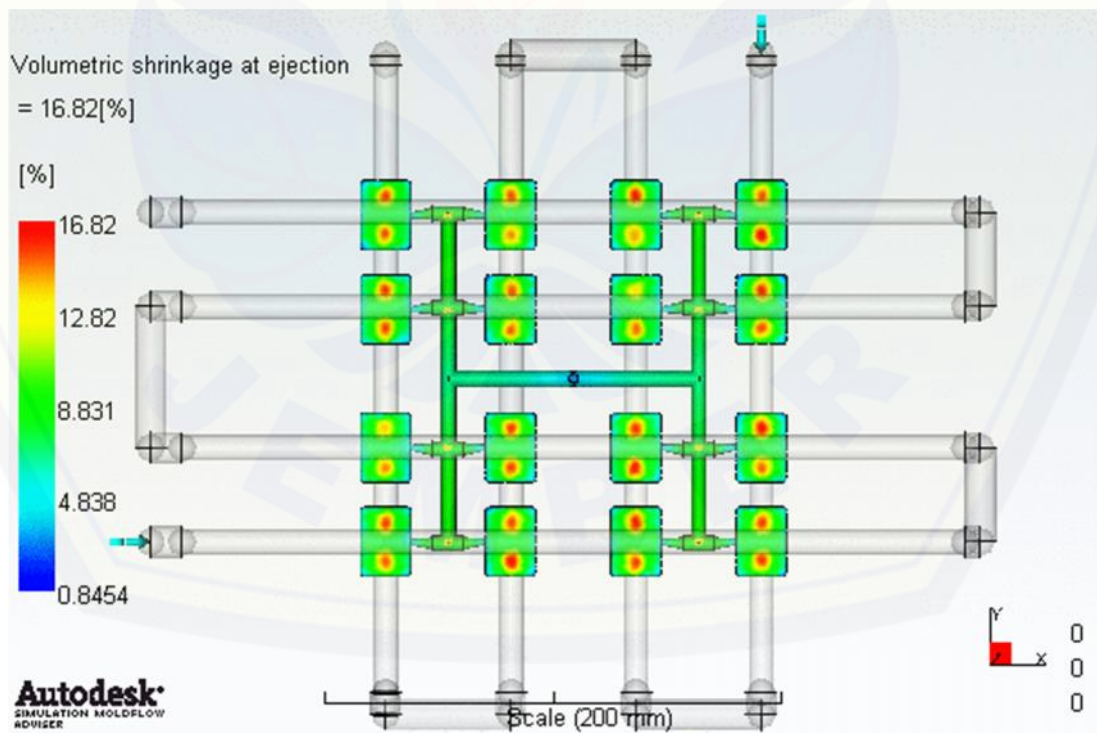 Volumetric shrinkage at ejection
= 16.82[%]
[%]
16.82
12.82
8.831
4.838
0.8454
JEMBER
Y
X
Z
0
0
0
Scale (200 mm)
Autodesk®
SIMULATION MOLDFLOW
ADVISER